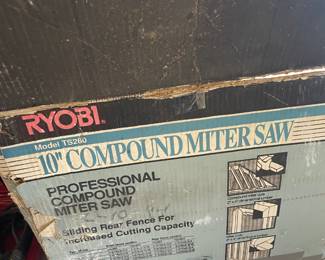 RYOBI
Model TS260
10" COMPOUND MITER SAW
PROFESSIONAL
COMPOUND
MITER SAW
Sliding Rear Fence For
Increased Cutting Capacity